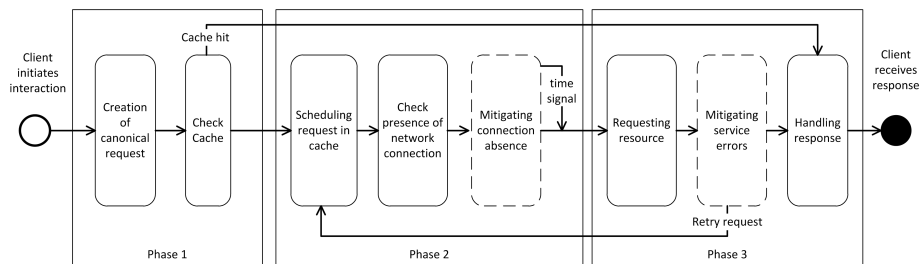 Client
initiates
interaction
Cache hit
Creation
of
canonical
request
Check
Cache
Phase 1
Scheduling
request in
cache
Check
presence of
network
connection
Mitigating
connection
absence
time
signal
Phase 2
Requesting
resource
Mitigating
service
errors
Handling
response
Retry request
Phase 3
Client
receives
response